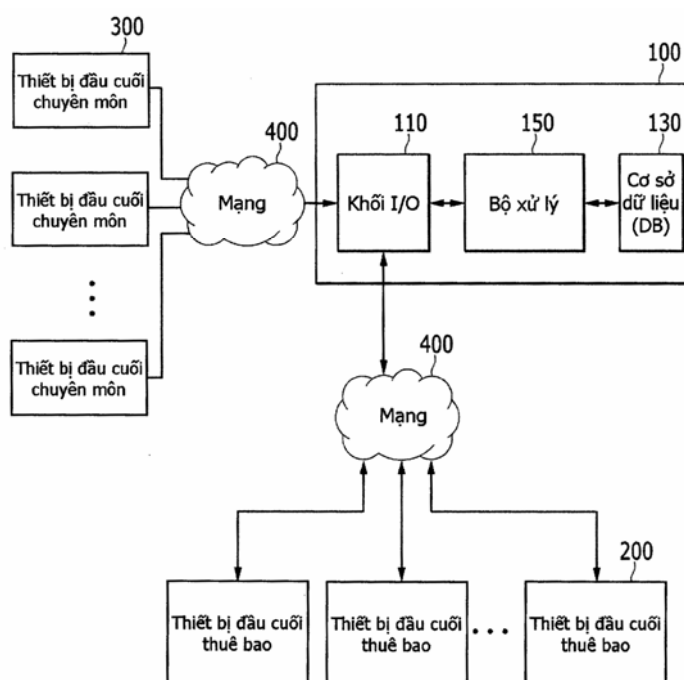 300
Thiết bị đầu cuối
chuyên môn
Thiết bị đầu cuối
chuyên môn
Thiết bị đầu cuối
chuyên môn
400
Mạng
100
110
Khối I/O
150
Bộ xử lý
130
Cơ sở
dữ liệu
(DB)
400
Mạng
Thiết bị đầu cuối
thuê bao
Thiết bị đầu cuối
thuê bao
200
Thiết bị đầu cuối
thuê bao